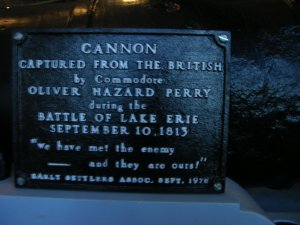 CANNON
CAPTURED FROM THE BRITISH
by Commodore
OLIVER HAZARD PERRY
during the
BATTLE OF LAKE ERIE
SEPTEMBER 10, 1813
"We have met the enemy
— and they are ours!"
EARLY SETTLERS ASSOC. SEPT. 1976